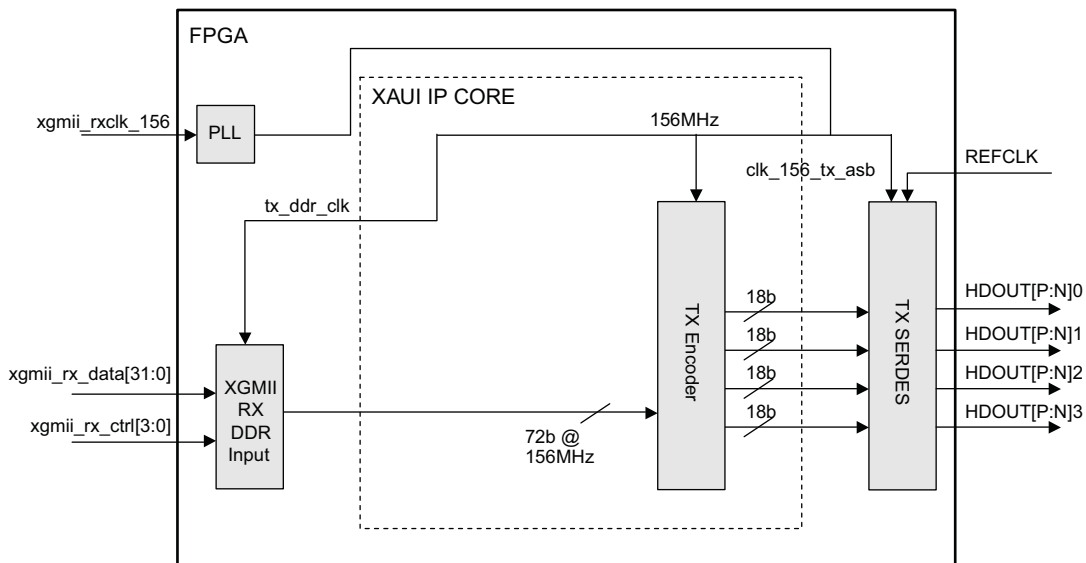 FPGA
XAUI IP CORE
xgmii_rxclk_156
PLL
156MHz
REFCLK
clk_156_tx_asb
tx_ddr_clk
18b
HDOUT[P:N]0
18b
HDOUT[P:N]1
18b
HDOUT[P:N]2
18b
HDOUT[P:N]3
TX Encoder
TX SERDES
xgmii_rx_data[31:0]
xgmii_rx_ctrl[3:0]
XGMII
RX
DDR
Input
72b @
156MHz